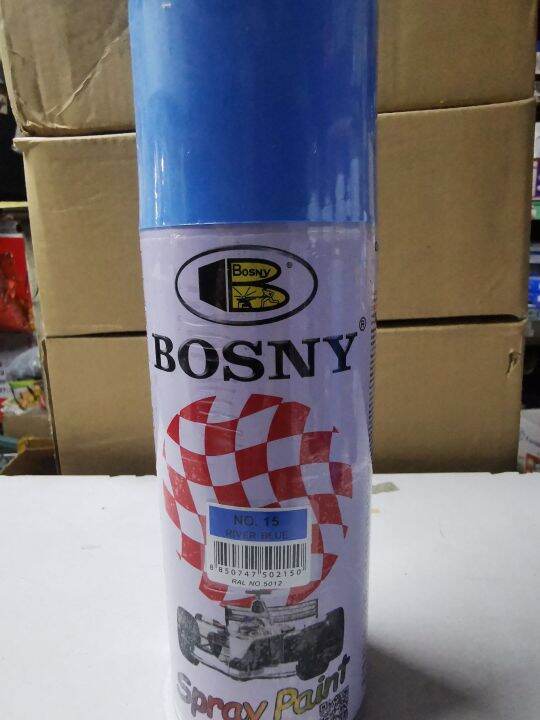 BOSNY
®
BOSNY®
NO. 15
RIVER BLUE
8 850747 502150
RAL NO.5012
Spray Paint